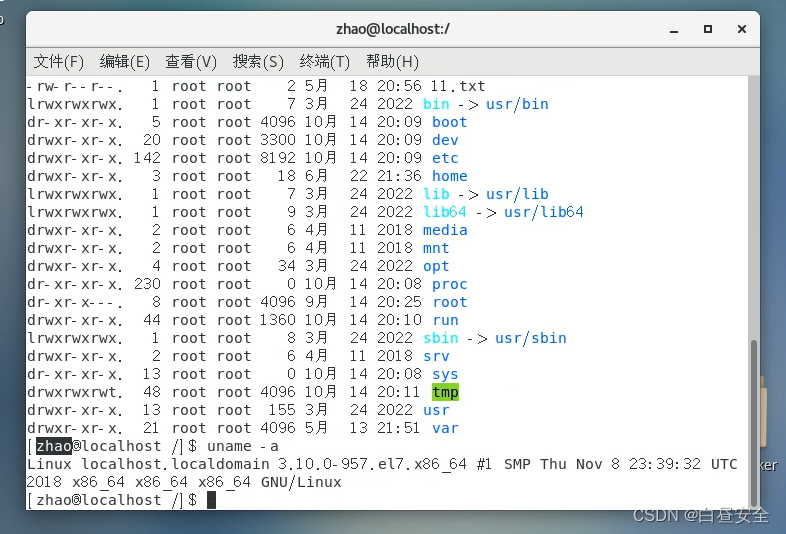 zhao@localhost:/
文件(F) 编辑(E) 查看(V) 搜索(S) 终端(T) 帮助(H)
-rw-r--r--. 1 root root 2 5月 18 20:56 11.txt
lrwxrwxrwx. 1 root root 7 3月 24 2022 bin -> usr/bin
dr-xr-xr-x. 5 root root 4096 10月 14 20:09 boot
drwxr-xr-x. 20 root root 3300 10月 14 20:09 dev
drwxr-xr-x. 142 root root 8192 10月 14 20:09 etc
drwxr-xr-x. 3 root root 18 6月 22 21:36 home
lrwxrwxrwx. 1 root root 7 3月 24 2022 lib -> usr/lib
lrwxrwxrwx. 1 root root 9 3月 24 2022 lib64 -> usr/lib64
drwxr-xr-x. 2 root root 6 4月 11 2018 media
drwxr-xr-x. 2 root root 6 4月 11 2018 mnt
drwxr-xr-x. 4 root root 34 3月 24 2022 opt
dr-xr-xr-x. 230 root root 0 10月 14 20:08 proc
dr-xr-x---. 8 root root 4096 9月 14 20:25 root
drwxr-xr-x. 44 root root 1360 10月 14 20:10 run
lrwxrwxrwx. 1 root root 8 3月 24 2022 sbin -> usr/sbin
drwxr-xr-x. 2 root root 6 4月 11 2018 srv
dr-xr-xr-x. 13 root root 0 10月 14 20:08 sys
drwxrwxrwt. 48 root root 4096 10月 14 20:11 tmp
drwxr-xr-x. 13 root root 155 3月 24 2022 usr
drwxr-xr-x. 21 root root 4096 5月 13 21:51 var
[zhao@localhost /]$ uname -a
Linux localhost.localdomain 3.10.0-957.el7.x86_64 #1 SMP Thu Nov 8 23:39:32 UTC
2018 x86_64 x86_64 x86_64 GNU/Linux
[zhao@localhost /]$
CSDN @白昼安全